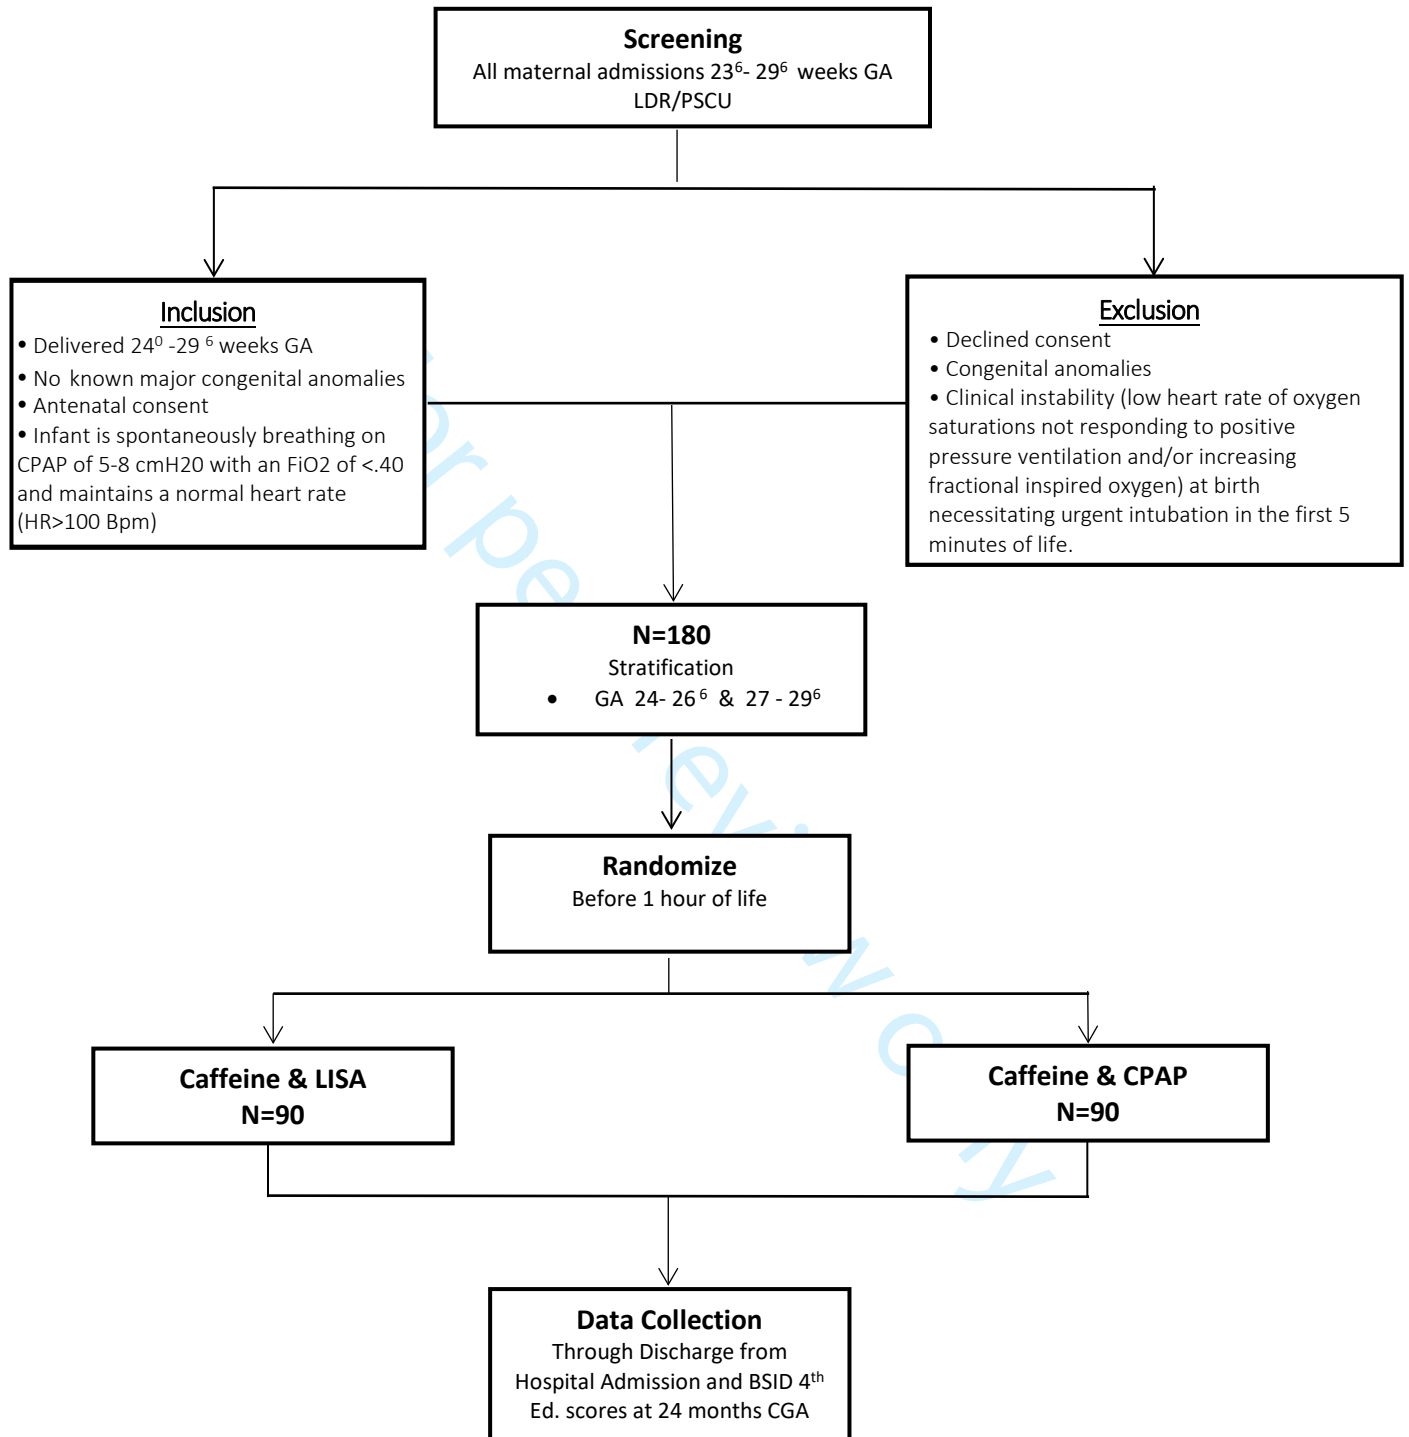 Screening
All maternal admissions 23⁶- 29⁶ weeks GA
LDR/PSCU
Inclusion
• Delivered 24⁰ -29 ⁶ weeks GA
• No known major congenital anomalies
• Antenatal consent
• Infant is spontaneously breathing on
CPAP of 5-8 cmH20 with an FiO2 of <.40
and maintains a normal heart rate
(HR>100 Bpm)
Exclusion
• Declined consent
• Congenital anomalies
• Clinical instability (low heart rate of oxygen
saturations not responding to positive
pressure ventilation and/or increasing
fractional inspired oxygen) at birth
necessitating urgent intubation in the first 5
minutes of life.
N=180
Stratification
• GA 24- 26 ⁶ & 27 - 29⁶
Randomize
Before 1 hour of life
Caffeine & LISA
N=90
Caffeine & CPAP
N=90
Data Collection
Through Discharge from
Hospital Admission and BSID 4ᵗʰ
Ed. scores at 24 months CGA